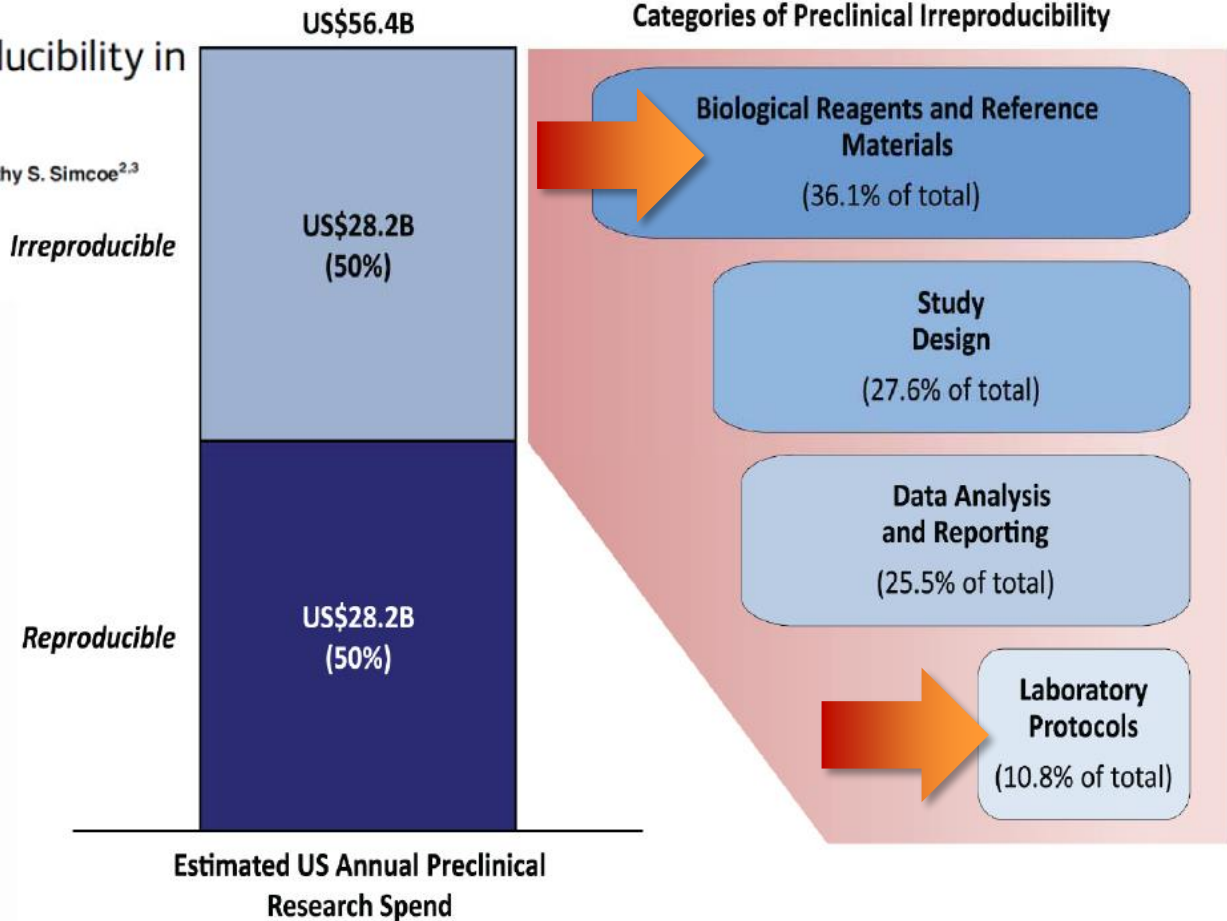 ucibility in
hy S. Simcoe2,3
US$56.4B
Irreproducible
US$28.2B
(50%)
Reproducible
US$28.2B
(50%)
Estimated US Annual Preclinical
Research Spend
Categories of Preclinical Irreproducibility
Biological Reagents and Reference
Materials
(36.1% of total)
Study
Design
(27.6% of total)
Data Analysis
and Reporting
(25.5% of total)
Laboratory
Protocols
(10.8% of total)